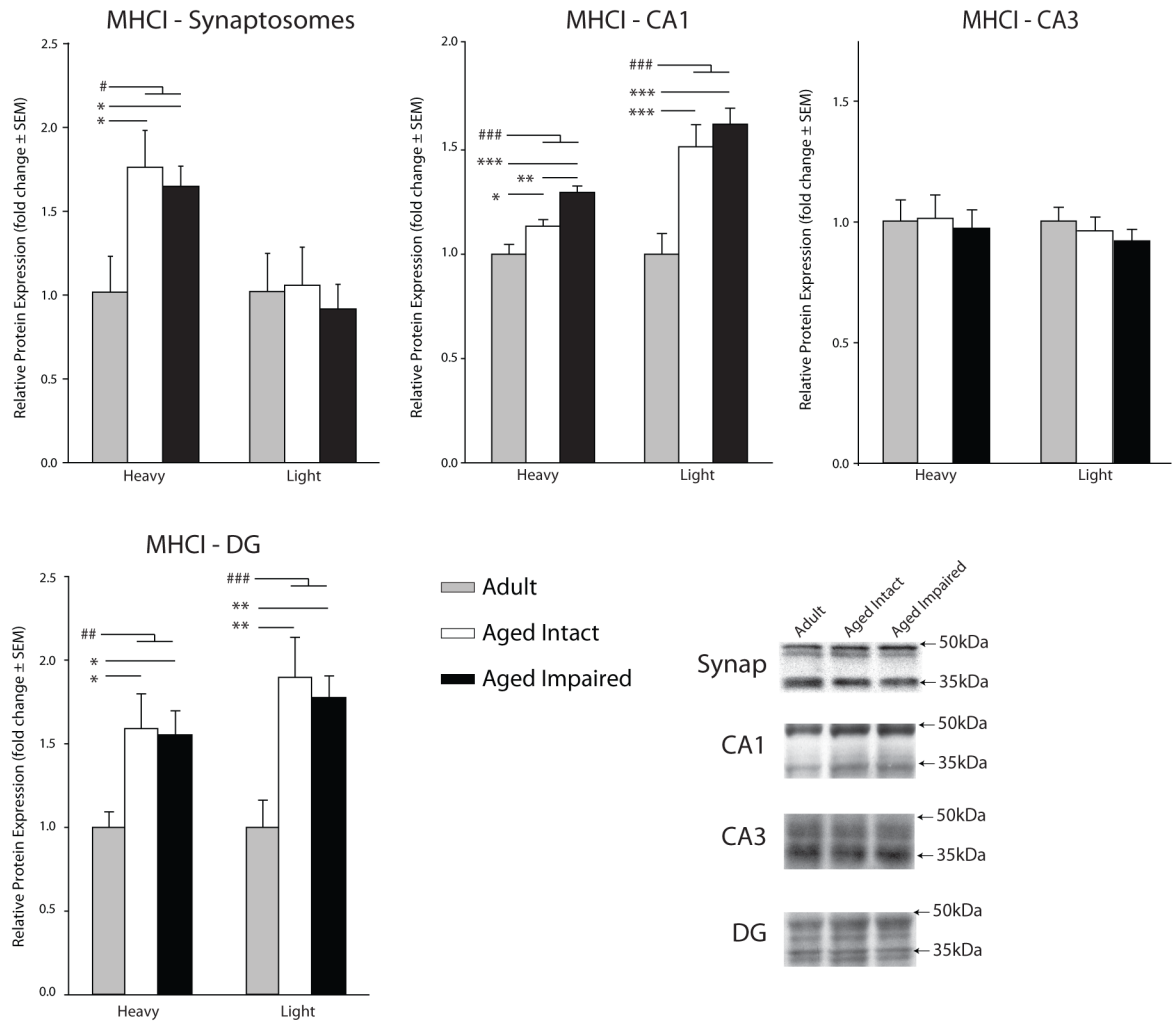 MHCI - Synaptosomes
Relative Protein Expression (fold change ± SEM)
2.5
2.0
1.5
1.0
0.5
0.0
#
*
*
Heavy
Light
MHCI - CA1
Relative Protein Expression (fold change ± SEM)
2.0
1.5
1.0
0.5
0.0
###
***
**
*
###
***
***
Heavy
Light
MHCI - CA3
Relative Protein Expression (fold change ± SEM)
1.5
1.0
0.5
0.0
Heavy
Light
MHCI - DG
Relative Protein Expression (fold change ± SEM)
2.5
2.0
1.5
1.0
0.5
0.0
##
*
*
###
**
**
Heavy
Light
Adult
Aged Intact
Aged Impaired
Adult
Aged Intact
Aged Impaired
Synap
50kDa
35kDa
CA1
50kDa
35kDa
CA3
50kDa
35kDa
DG
50kDa
35kDa